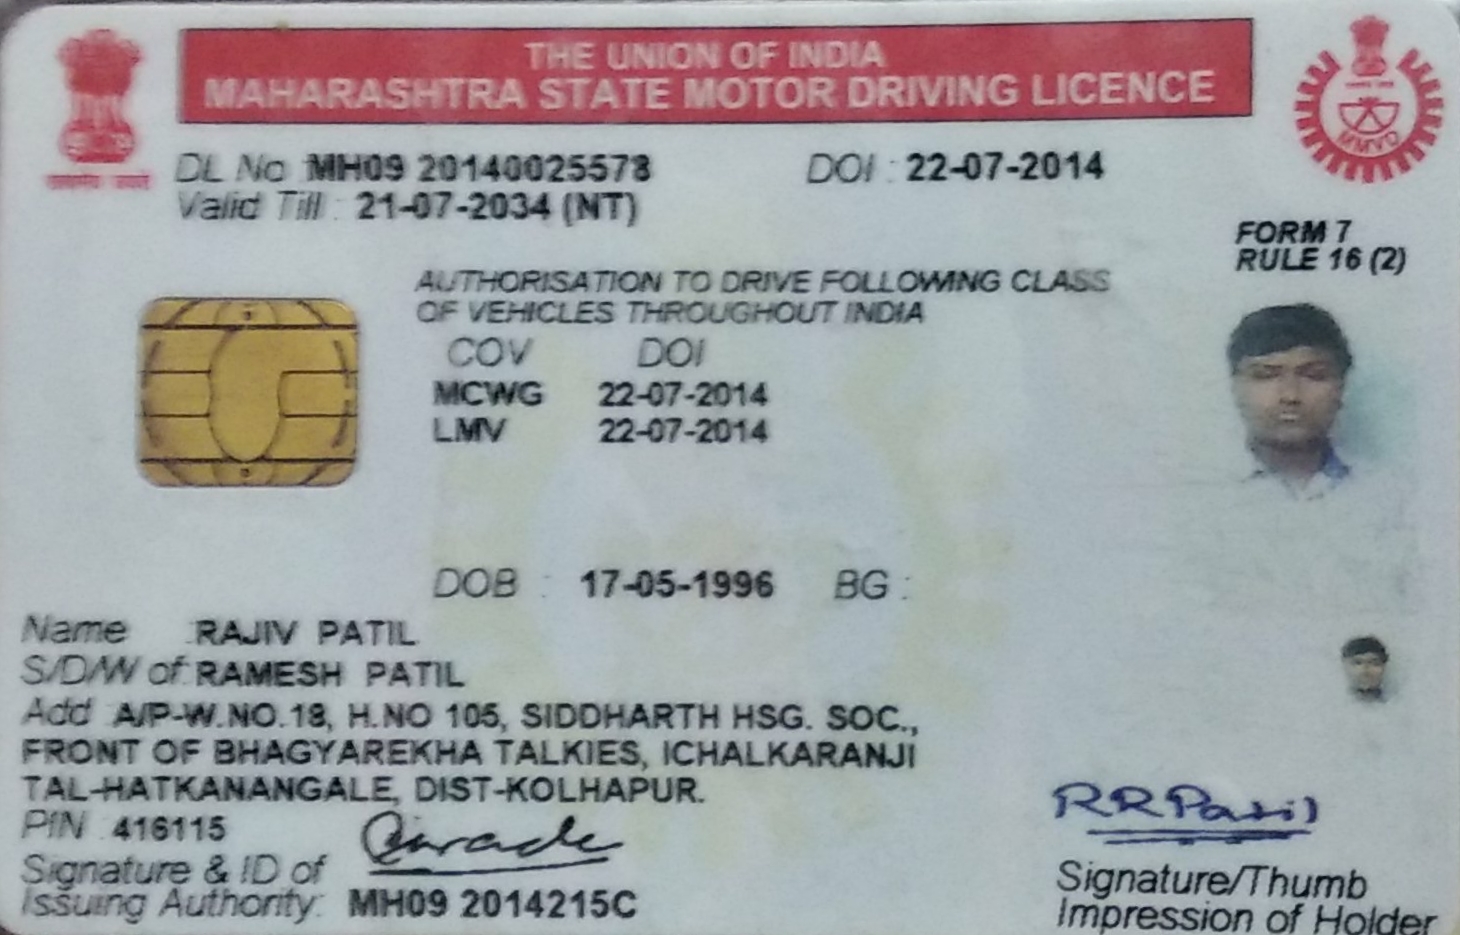 THE UNION OF INDIA
MAHARASHTRA STATE MOTOR DRIVING LICENCE
DL No MH09 20140025578 DOI : 22-07-2014
Valid Till : 21-07-2034 (NT)
FORM 7
RULE 16 (2)
AUTHORISATION TO DRIVE FOLLOWING CLASS
OF VEHICLES THROUGHOUT INDIA
COV DOI
MCWG 22-07-2014
LMV 22-07-2014
MMVD
DOB : 17-05-1996 BG :
Name RAJIV PATIL
S/D/W of RAMESH PATIL
Add A/P-W.NO.18, H.NO 105, SIDDHARTH HSG. SOC.,
FRONT OF BHAGYAREKHA TALKIES, ICHALKARANJI
TAL-HATKANANGALE, DIST-KOLHAPUR.
PIN 416115
RRPatil
Signature & ID of
Issuing Authority: MH09 2014215C
Signature/Thumb
Impression of Holder